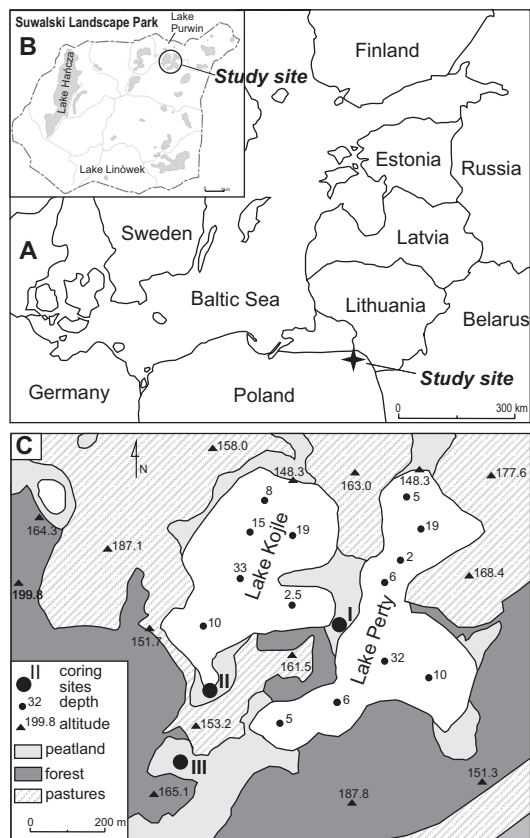 Suwalski Landscape Park
B
Lake
Purwin
Study site
Lake Hańcza
Lake Linówek
Finland
Estonia
Russia
Sweden
Latvia
A
Baltic Sea
Lithuania
Belarus
Study site
Germany
Poland
0 300 km
C
N
158.0
148.3
163.0
148.3
177.6
164.3
187.1
8
15
19
5
19
Lake Kojle
33
2
6
168.4
199.8
2.5
I
Lake Perty
10
151.7
161.5
32
10
II
153.2
5
6
III
165.1
187.8
151.3
II coring
sites
32 depth
199.8 altitude
peatland
forest
pastures
0 200 m